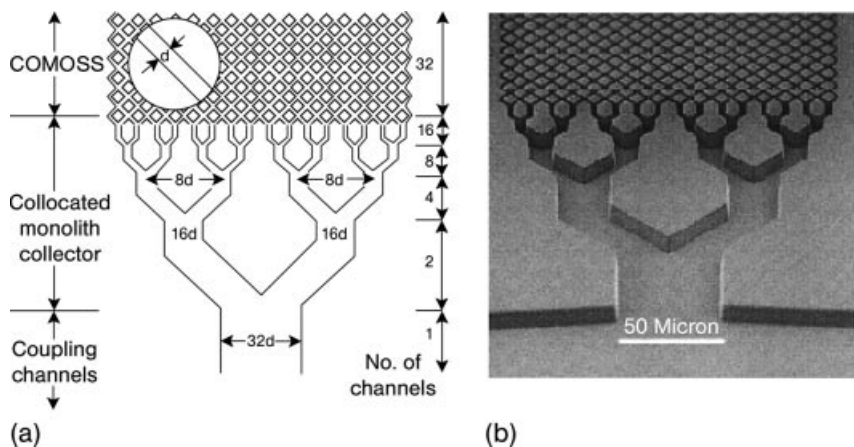 COMOSS
d
32
16
8
Collocated
monolith
collector
8d
8d
4
16d
16d
2
Coupling
channels
32d
1
No. of
channels
50 Micron
(a)
(b)